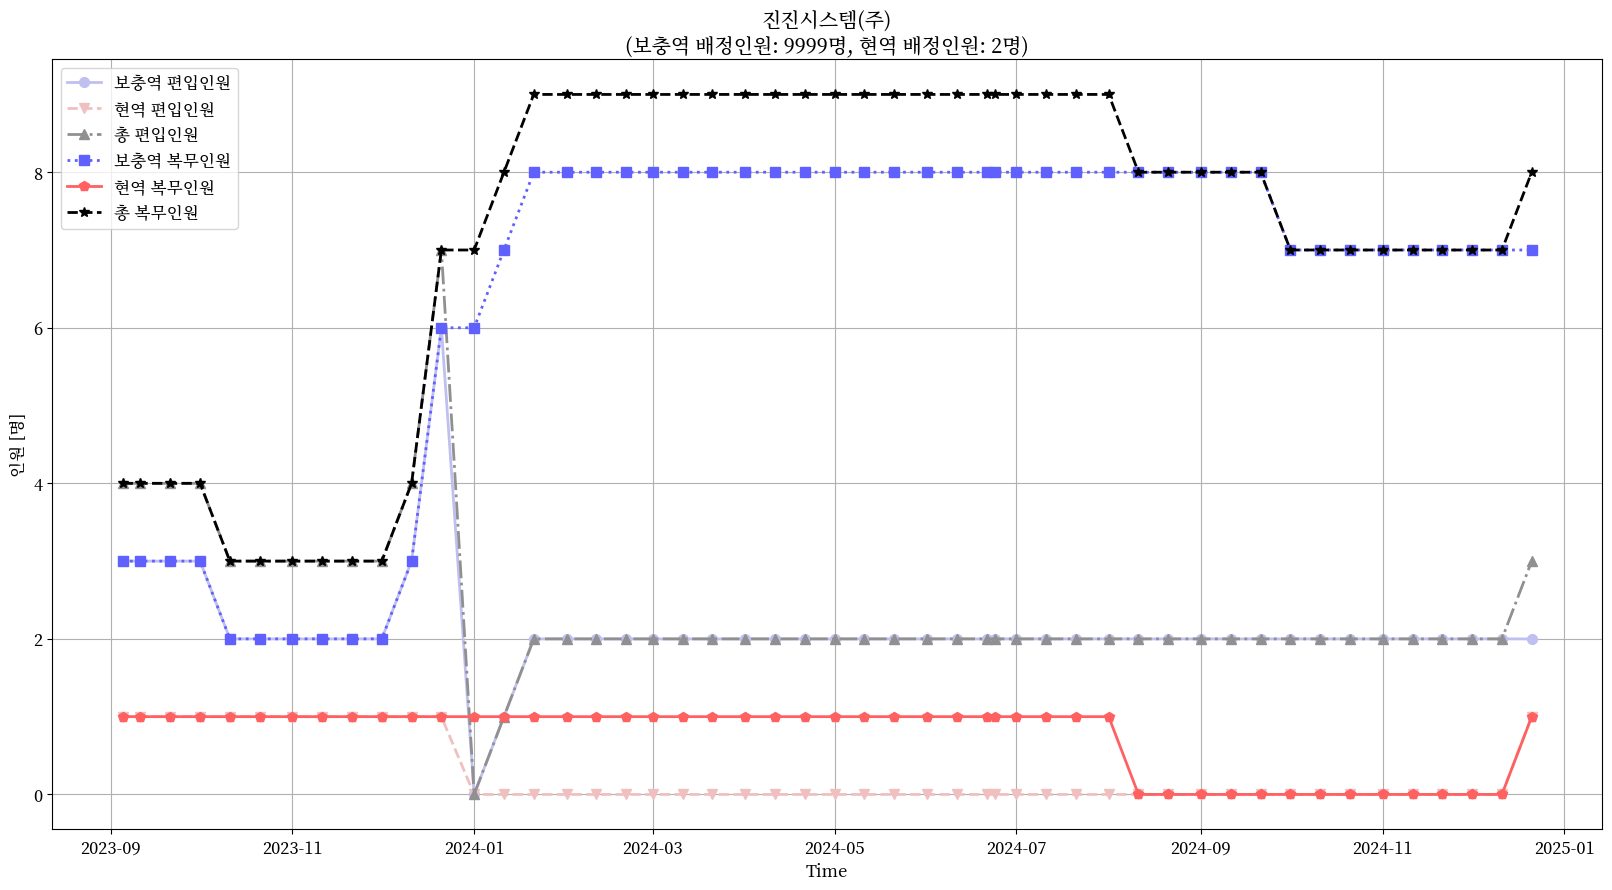 진진시스템(주)
(보충역 배정인원: 9999명, 현역 배정인원: 2명)
보충역 편입인원
현역 편입인원
총 편입인원
보충역 복무인원
현역 복무인원
총 복무인원
인원 [명]
8
6
4
2
0
2023-09
2023-11
2024-01
2024-03
2024-05
2024-07
2024-09
2024-11
2025-01
Time